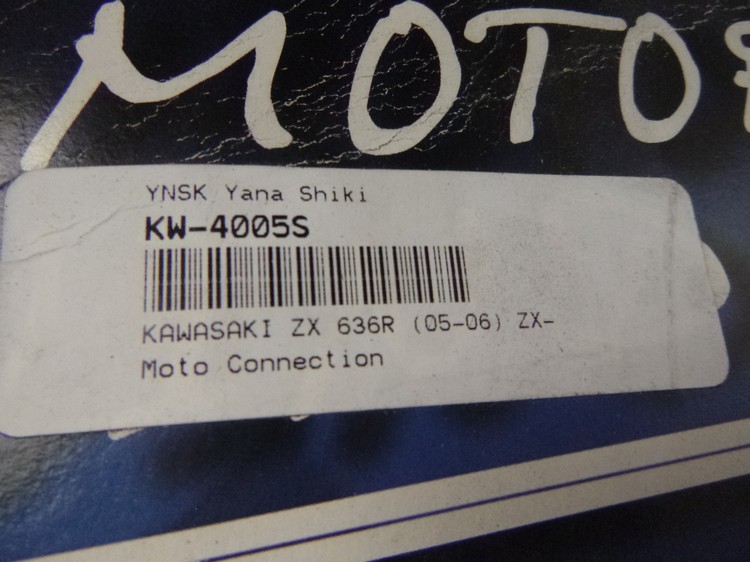 MOTO
YNSK Yana Shiki
KW-4005S
KAWASAKI ZX 636R (05-06) ZX-
Moto Connection